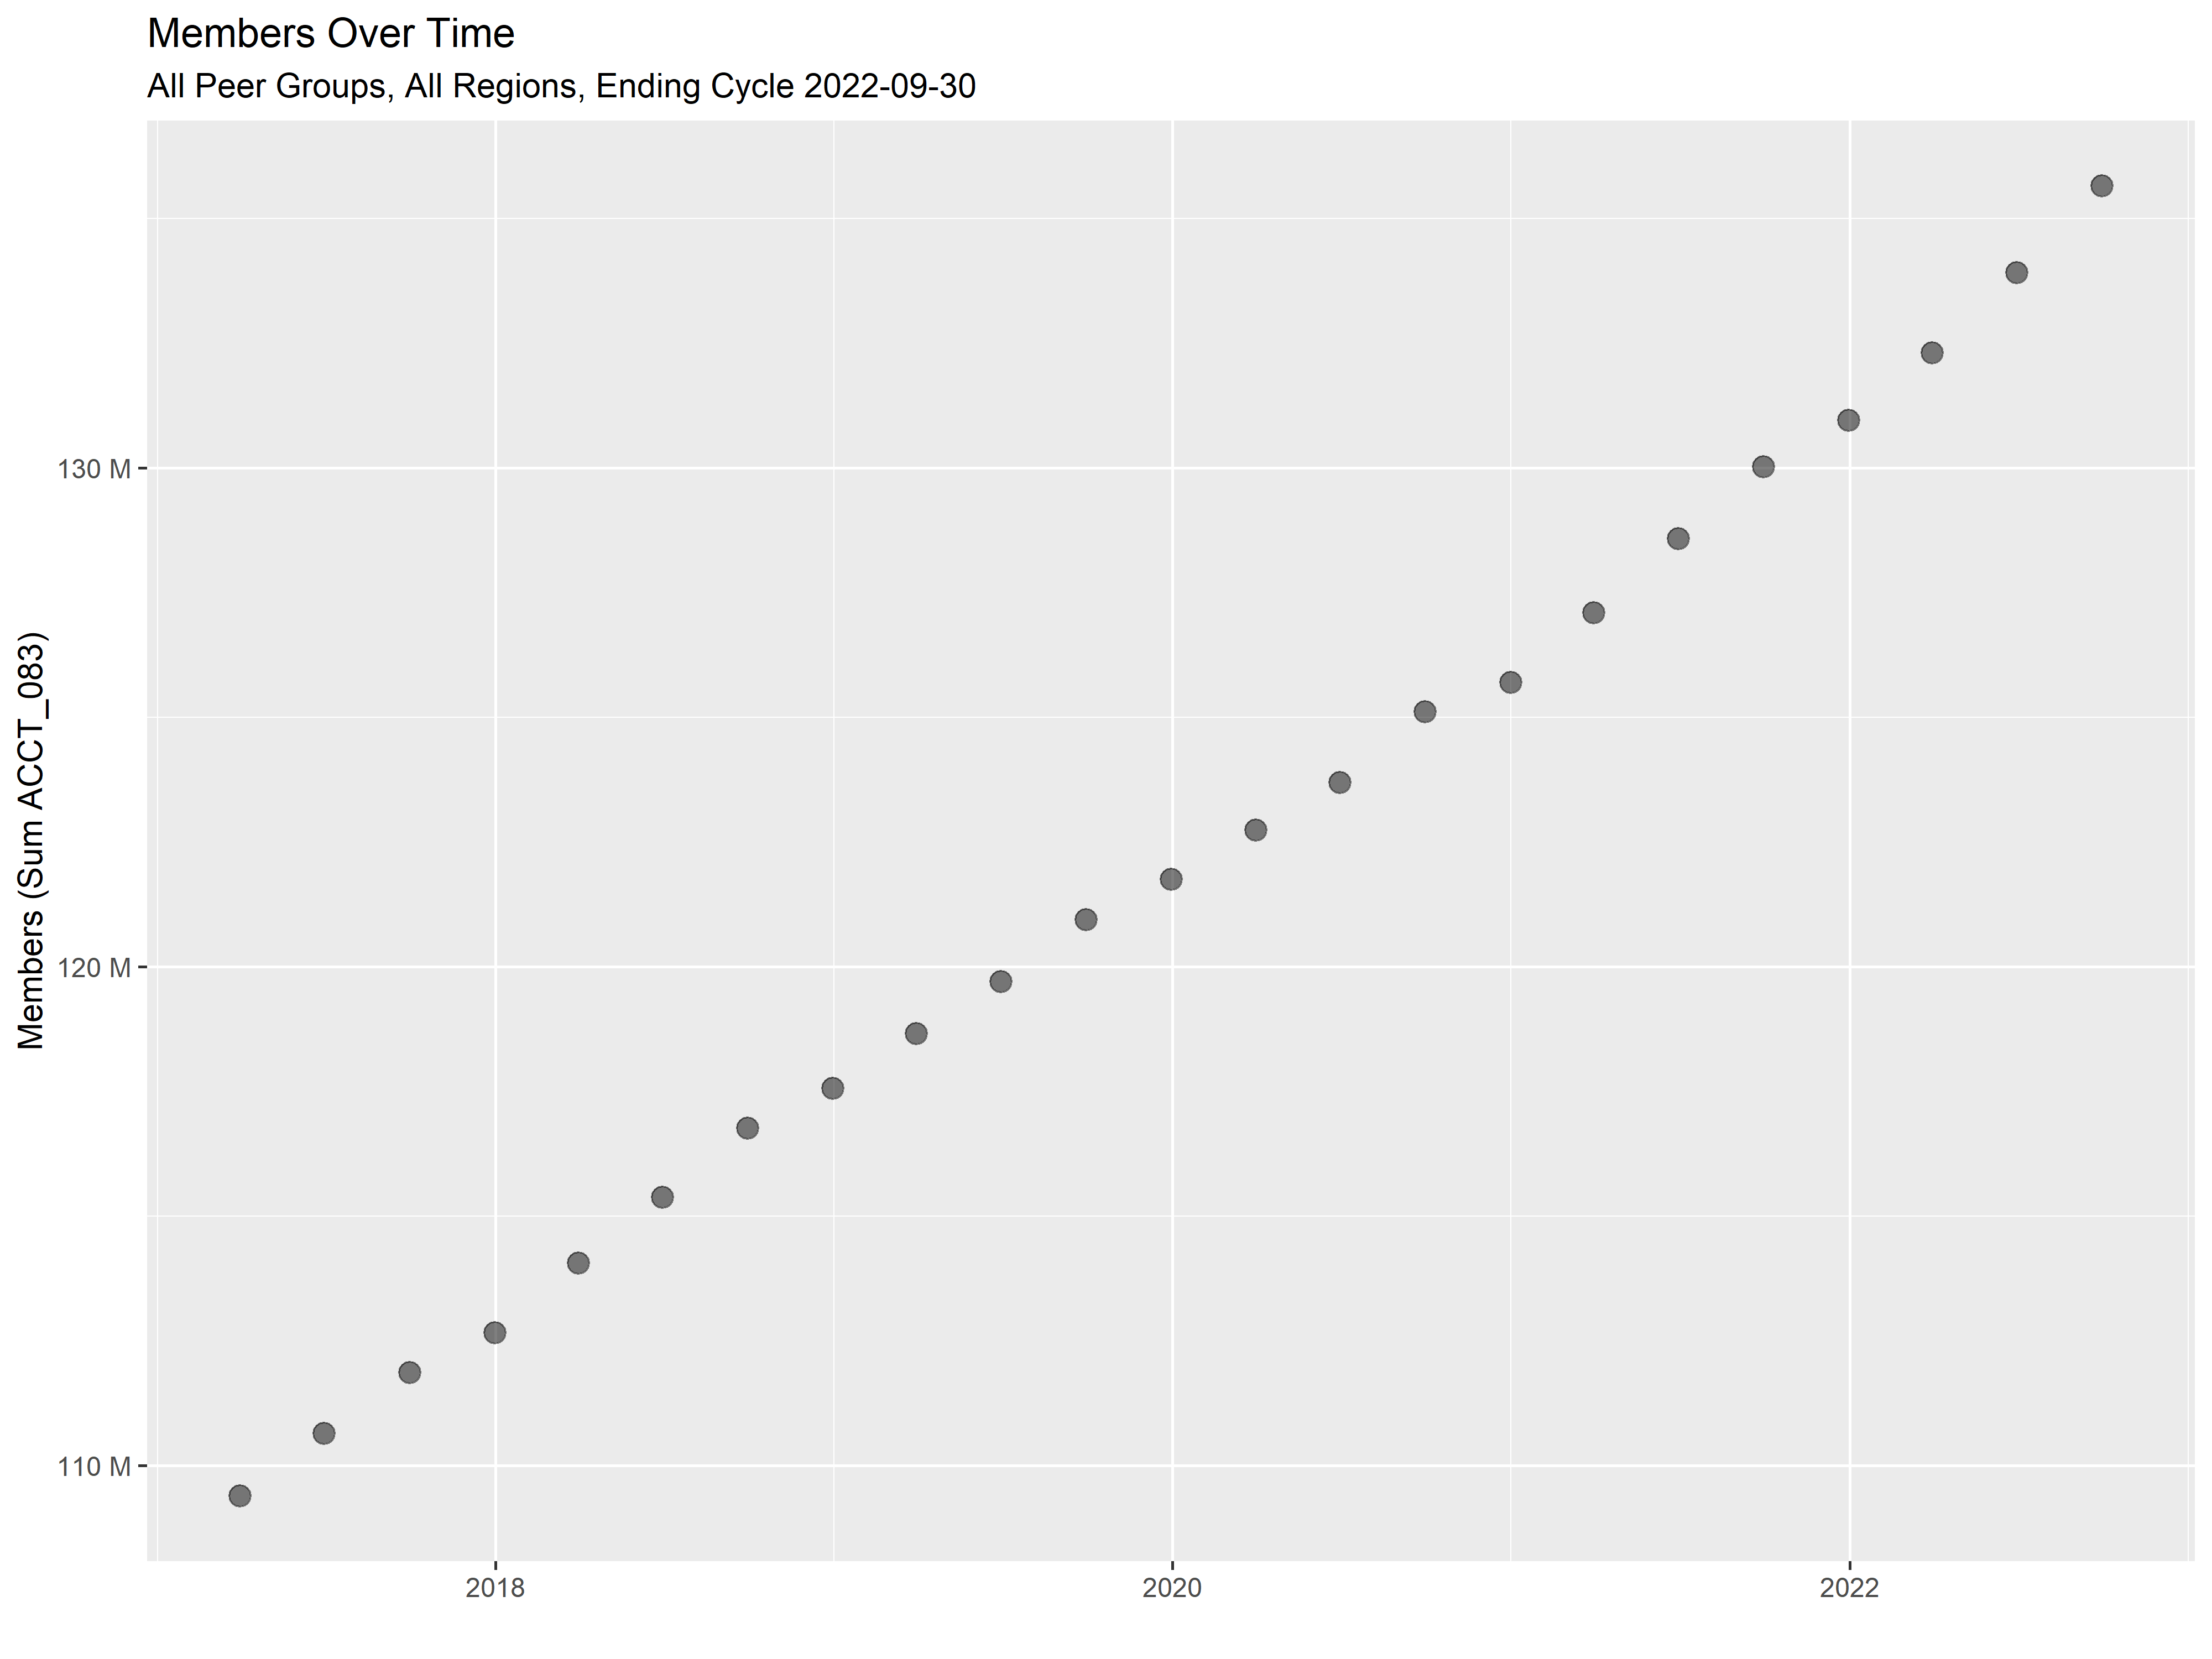 Members Over Time
All Peer Groups, All Regions, Ending Cycle 2022-09-30
Members (Sum ACCT_083)
130 M
120 M
110 M
2018
2020
2022